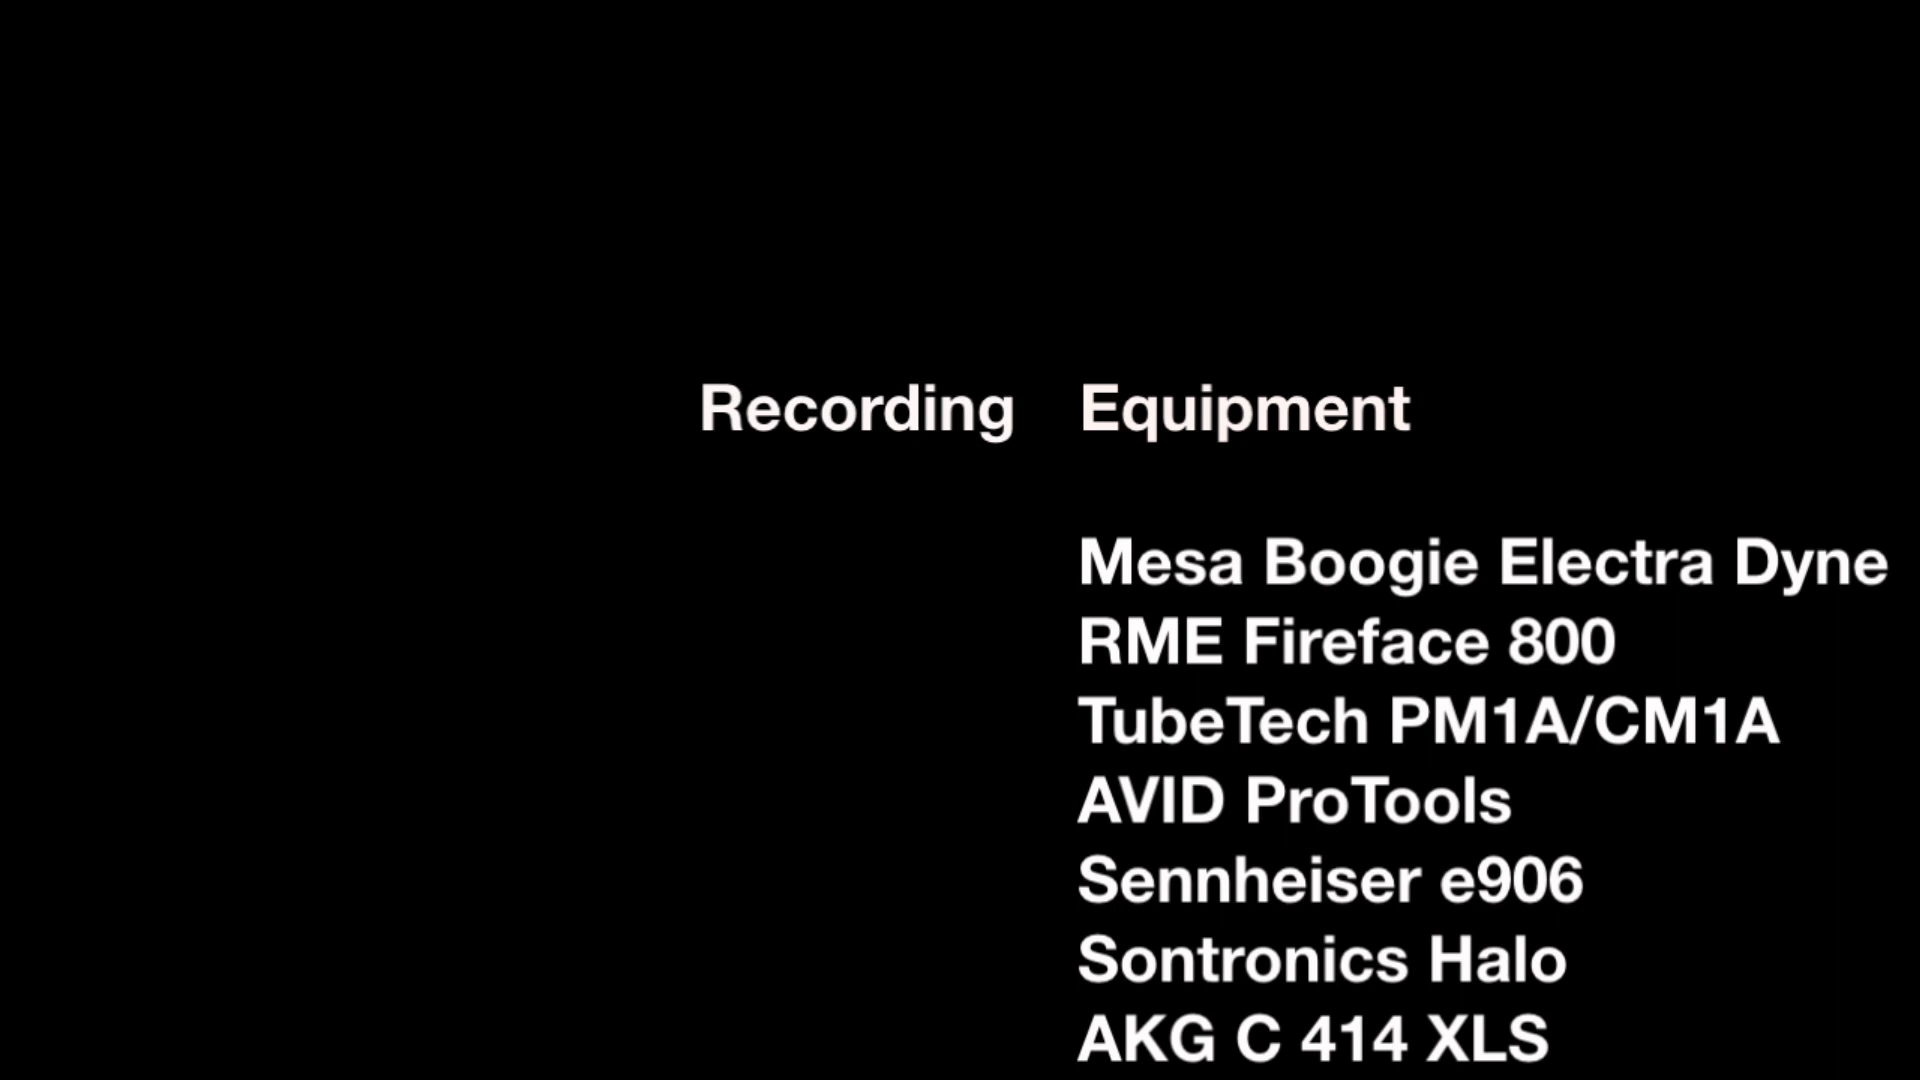 Recording Equipment
Mesa Boogie Electra Dyne
RME Fireface 800
TubeTech PM1A/CM1A
AVID ProTools
Sennheiser e906
Sontronics Halo
AKG C 414 XLS